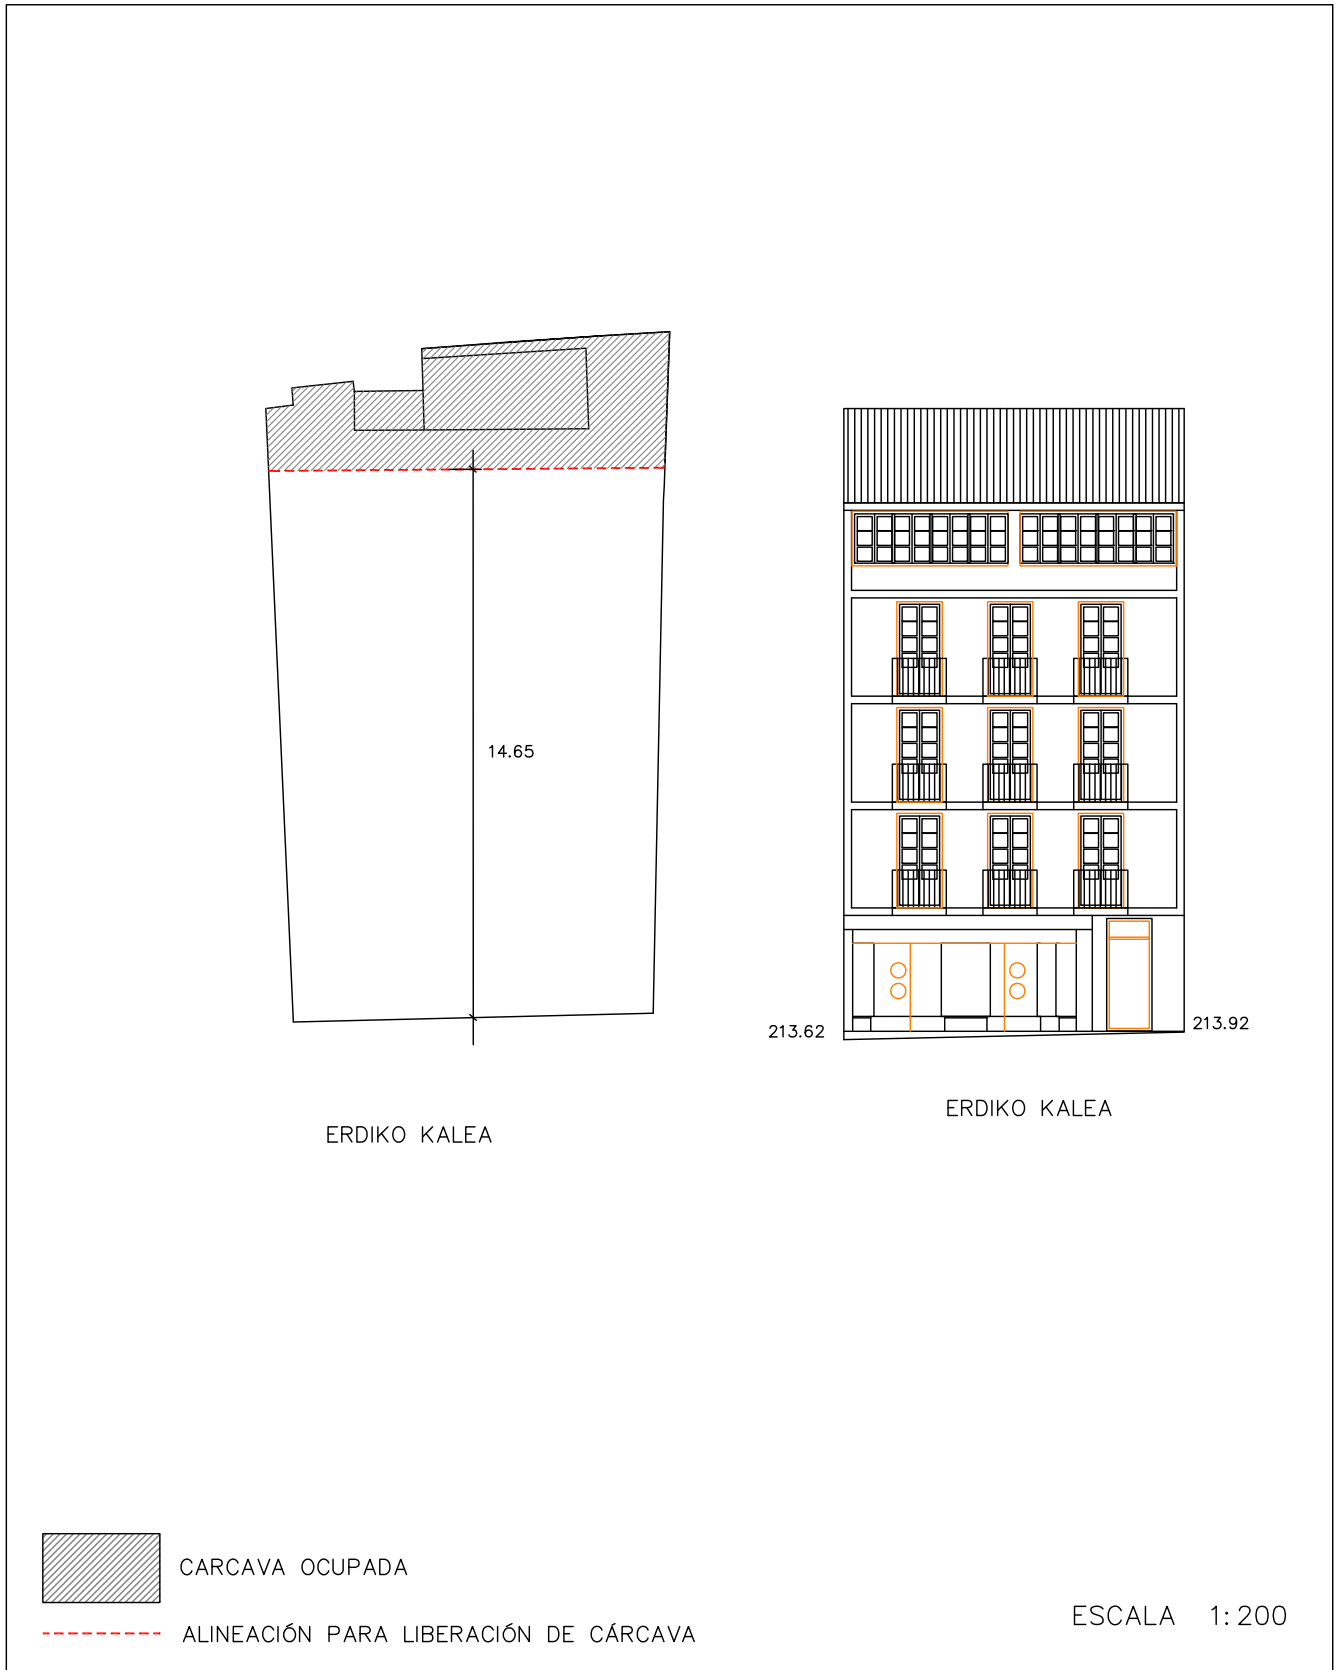 14.65
213.62
213.92
ERDIKO KALEA
ERDIKO KALEA
CARCAVA OCUPADA
ALINEACIÓN PARA LIBERACIÓN DE CÁRCAVA
ESCALA 1:200